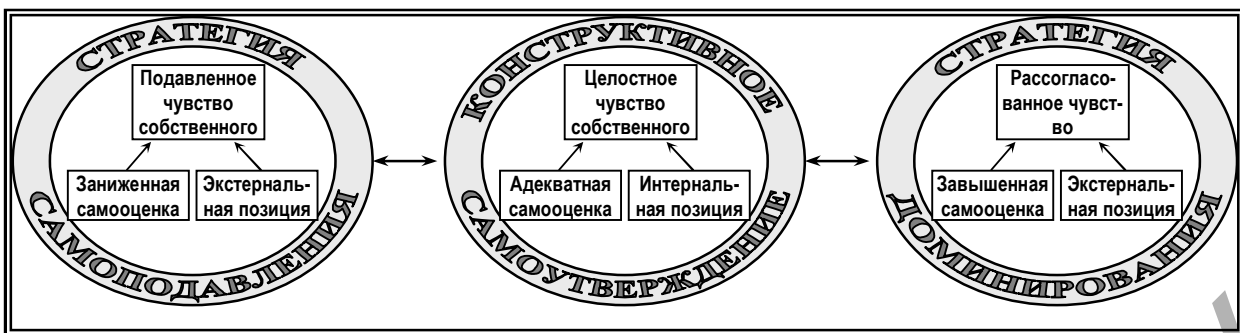 СТРАТЕГИЯ
Подавленное
чувство
собственного
Заниженная
самооценка
Экстерналь-
ная позиция
САМОПОДАВЛЕНИЯ
КОНСТРУКТИВНОЕ
Целостное
чувство
собственного
Адекватная
самооценка
Интерналь-
ная позиция
САМОУТВЕРЖДЕНИЕ
СТРАТЕГИЯ
Рассогласо-
ванное чувст-
во
Завышенная
самооценка
Экстерналь-
ная позиция
ДОМИНИРОВАНИЯ